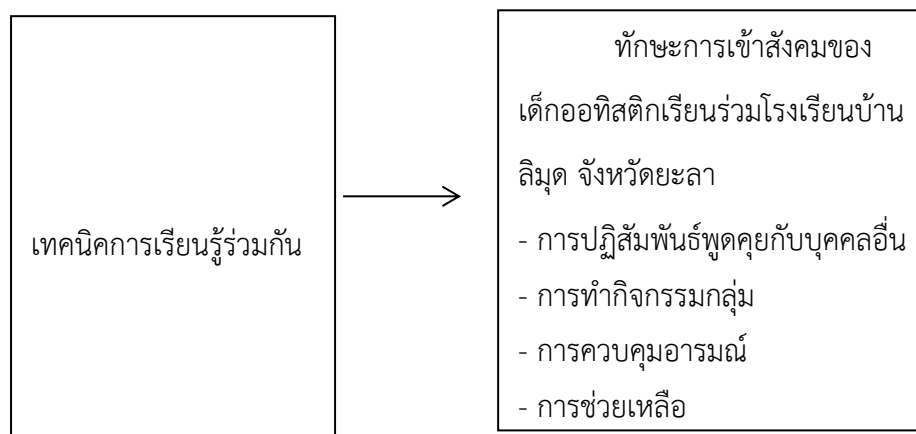 เทคนิคการเรียนรู้ร่วมกัน
ทักษะการเข้าสังคมของ
เด็กออทิสติกเรียนร่วมโรงเรียนบ้าน
ลิมุด จังหวัดยะลา
- การปฏิสัมพันธ์พูดคุยกับบุคคลอื่น
- การทำกิจกรรมกลุ่ม
- การควบคุมอารมณ์
- การช่วยเหลือ